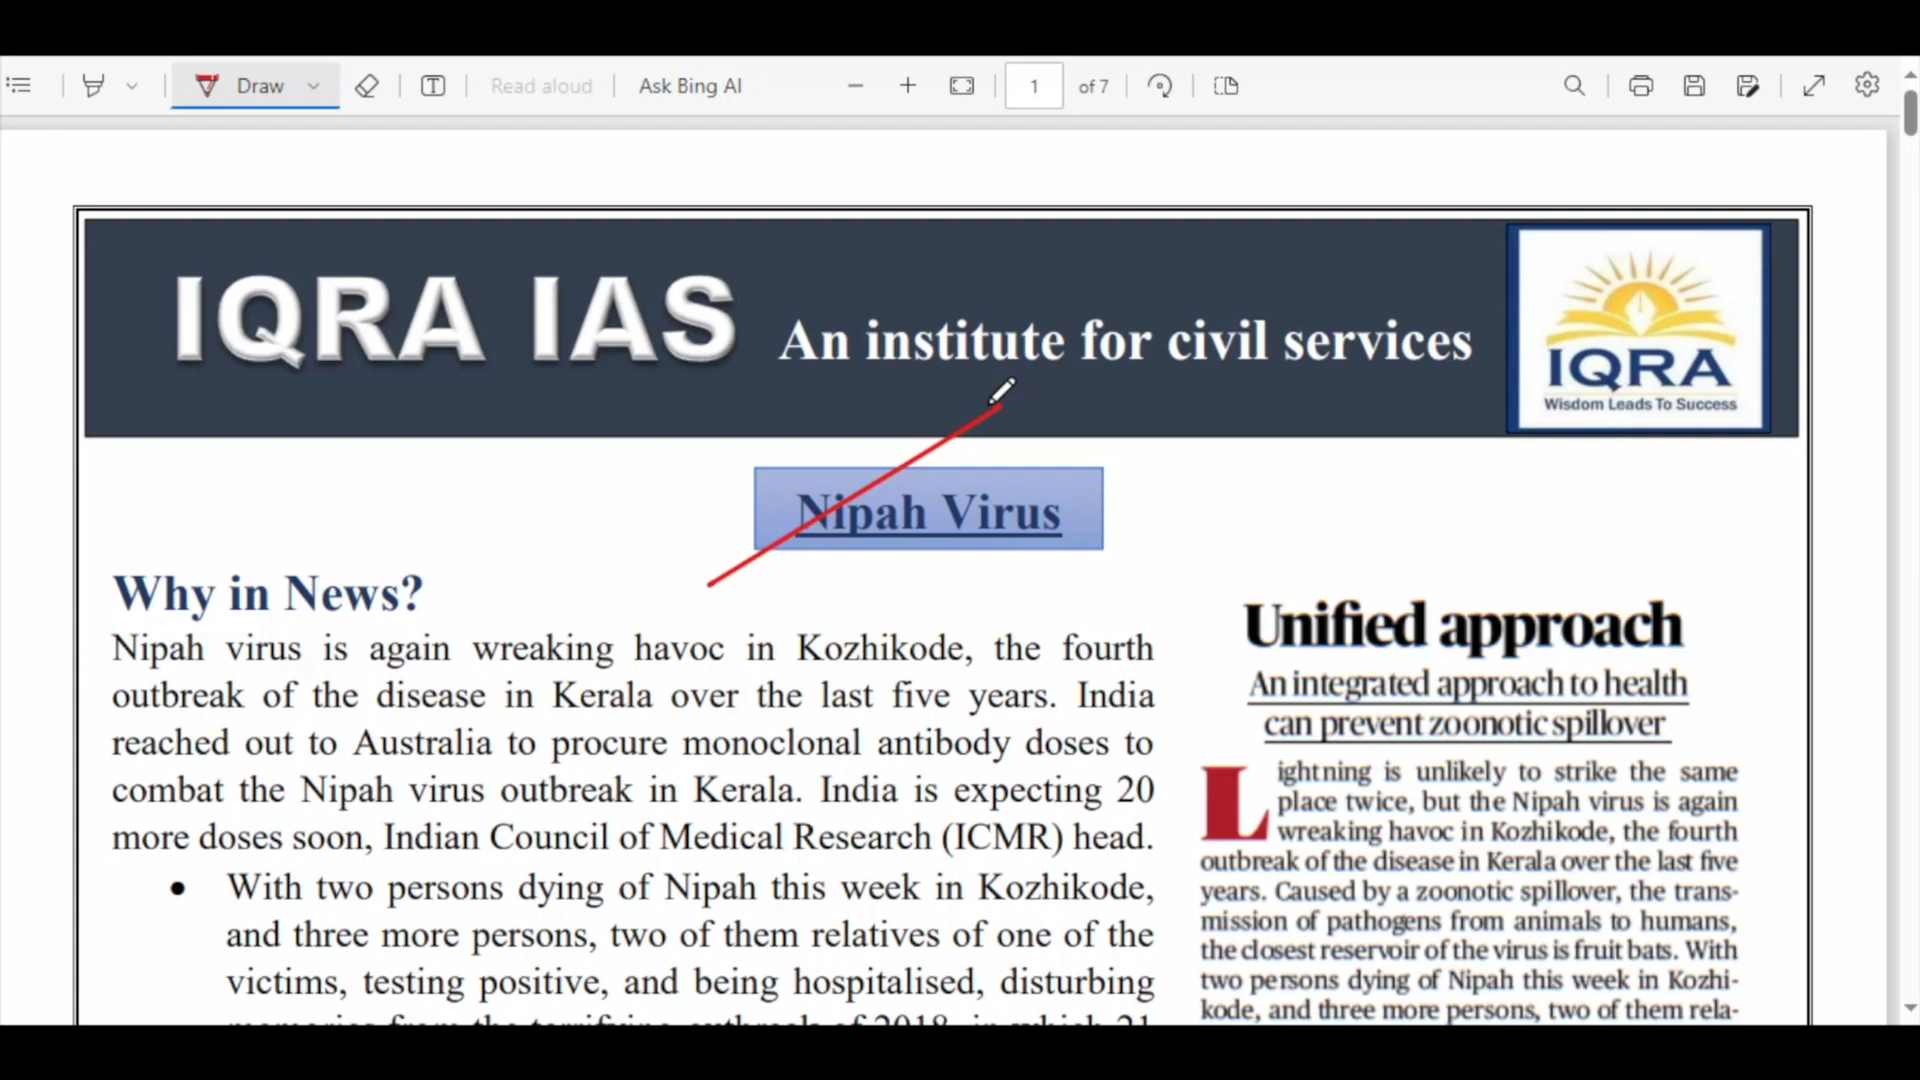 Draw
Read aloud
Ask Bing AI
1 of 7
IQRA IAS An institute for civil services
IQRA
Wisdom Leads To Success
Nipah Virus
Why in News?
Nipah virus is again wreaking havoc in Kozhikode, the fourth
outbreak of the disease in Kerala over the last five years. India
reached out to Australia to procure monoclonal antibody doses to
combat the Nipah virus outbreak in Kerala. India is expecting 20
more doses soon, Indian Council of Medical Research (ICMR) head.
• With two persons dying of Nipah this week in Kozhikode,
and three more persons, two of them relatives of one of the
victims, testing positive, and being hospitalised, disturbing
memories from the terrifying outbreak of 2018, in which 21
Unified approach
An integrated approach to health
can prevent zoonotic spillover
Lightning is unlikely to strike the same
place twice, but the Nipah virus is again
wreaking havoc in Kozhikode, the fourth
outbreak of the disease in Kerala over the last five
years. Caused by a zoonotic spillover, the trans-
mission of pathogens from animals to humans,
the closest reservoir of the virus is fruit bats. With
two persons dying of Nipah this week in Kozhi-
kode, and three more persons, two of them rela-